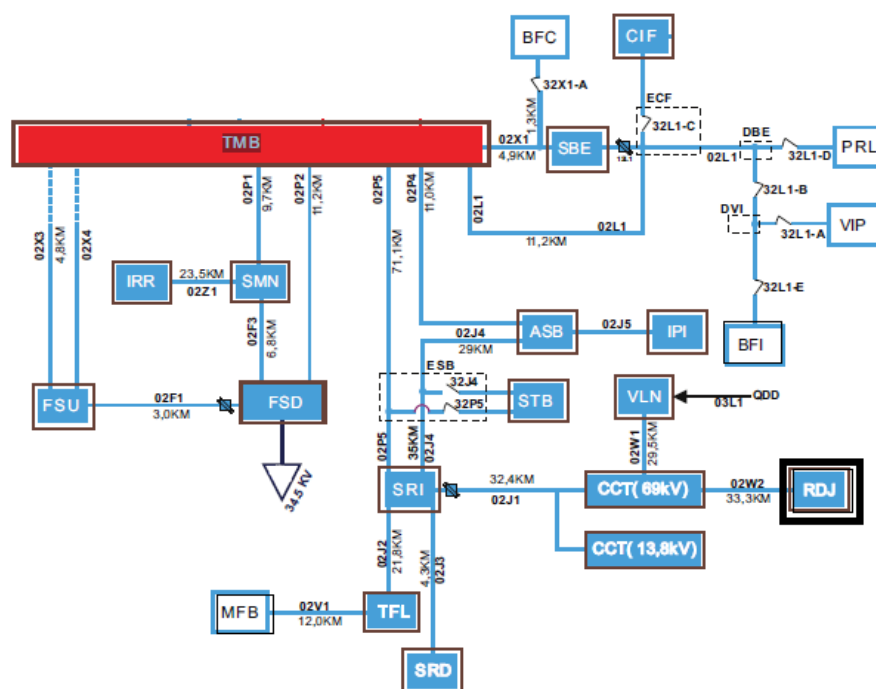 BFC
CIF
32X1-A
1,3KM
ECF
32L1-C
TMB
02X1
4,9KM
SBE
DBE
02L1
32L1-D
PRL
02X3
4,8KM
02X4
02P1
9,7KM
02P2
11,2KM
02P5
71,1KM
02P4
11,0KM
02L1
02L1
11,2KM
32L1-B
DVI
32L1-A
VIP
32L1-E
BFI
IRR
23,5KM
02Z1
SMN
02F3
6,8KM
02J4
29KM
ASB
02J5
IPI
ESB
32J4
32P5
STB
VLN
03L1
QDD
FSU
02F1
3,0KM
FSD
34,5 KV
02P5
35KM
02J4
02W1
29,5KM
SRI
32,4KM
02J1
CCT( 69kV)
02W2
33,3KM
RDJ
CCT( 13,8kV)
02J2
21,8KM
4,3KM
02J3
MFB
02V1
12,0KM
TFL
SRD